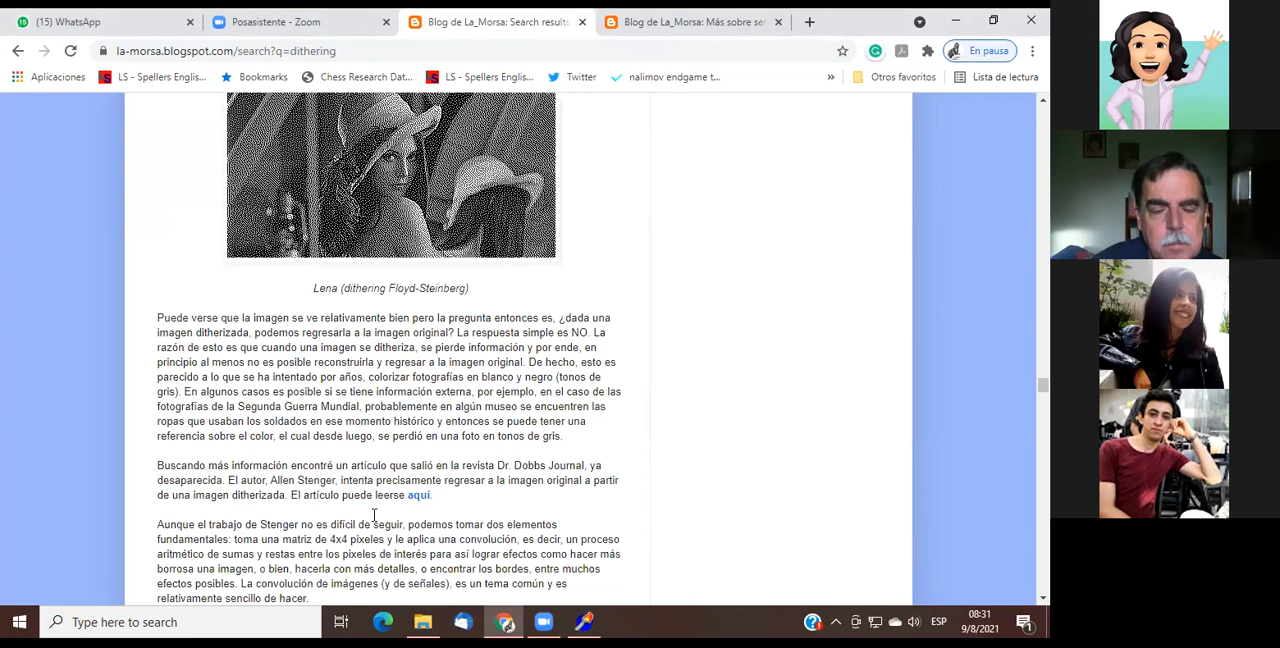 WhatsApp
Posasistente - Zoom
Blog de La_Morsa: Search results
Blog de La_Morsa: Más sobre ser
la-morsa.blogspot.com/search?q=dithering
En pausa
Aplicaciones
LS - Spellers Englis...
Bookmarks
Chess Research Dat...
LS - Spellers Englis...
Twitter
nalimov endgame t...
»
Otros favoritos
Lista de lectura
Lena (dithering Floyd-Steinberg)
Puede verse que la imagen se ve relativamente bien pero la pregunta entonces es, ¿dada una
imagen ditherizada, podemos regresarla a la imagen original? La respuesta simple es NO. La
razón de esto es que cuando una imagen se ditheriza, se pierde información y por ende, en
principio al menos no es posible reconstruirla y regresar a la imagen original. De hecho, esto es
parecido a lo que se ha intentado por años, colorizar fotografías en blanco y negro (tonos de
gris). En algunos casos es posible si se tiene información externa, por ejemplo, en el caso de las
fotografías de la Segunda Guerra Mundial, probablemente en algún museo se encuentren las
ropas que usaban los soldados en ese momento histórico y entonces se puede tener una
referencia sobre el color, el cual desde luego, se perdió en una foto en tonos de gris.
Buscando más información encontré un artículo que salió en la revista Dr. Dobbs Journal, ya
desaparecida. El autor, Allen Stenger, intenta precisamente regresar a la imagen original a partir
de una imagen ditherizada. El artículo puede leerse aquí.
Aunque el trabajo de Stenger no es difícil de seguir, podemos tomar dos elementos
fundamentales: toma una matriz de 4x4 pixeles y le aplica una convolución, es decir, un proceso
aritmético de sumas y restas entre los pixeles de interés para así lograr efectos como hacer más
borrosa una imagen, o bien, hacerla con más detalles, o encontrar los bordes, entre muchos
efectos posibles. La convolución de imágenes (y de señales), es un tema común y es
relativamente sencillo de hacer.
Type here to search
ESP
08:31
9/8/2021
1